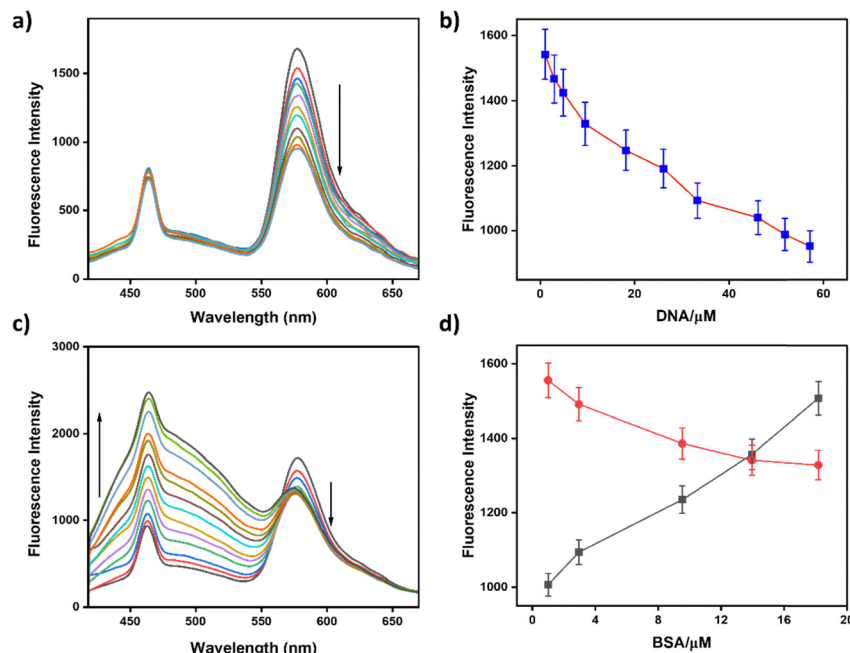 a)
Fluorescence Intensity
1500
1000
500
0
450 500 550 600 650
Wavelength (nm)
b)
Fluorescence Intensity
1600
1400
1200
1000
0 20 40 60
DNA/μM
c)
Fluorescence Intensity
3000
2000
1000
0
450 500 550 600 650
Wavelength (nm)
d)
Fluorescence Intensity
1600
1400
1200
1000
0 4 8 12 16 20
BSA/μM